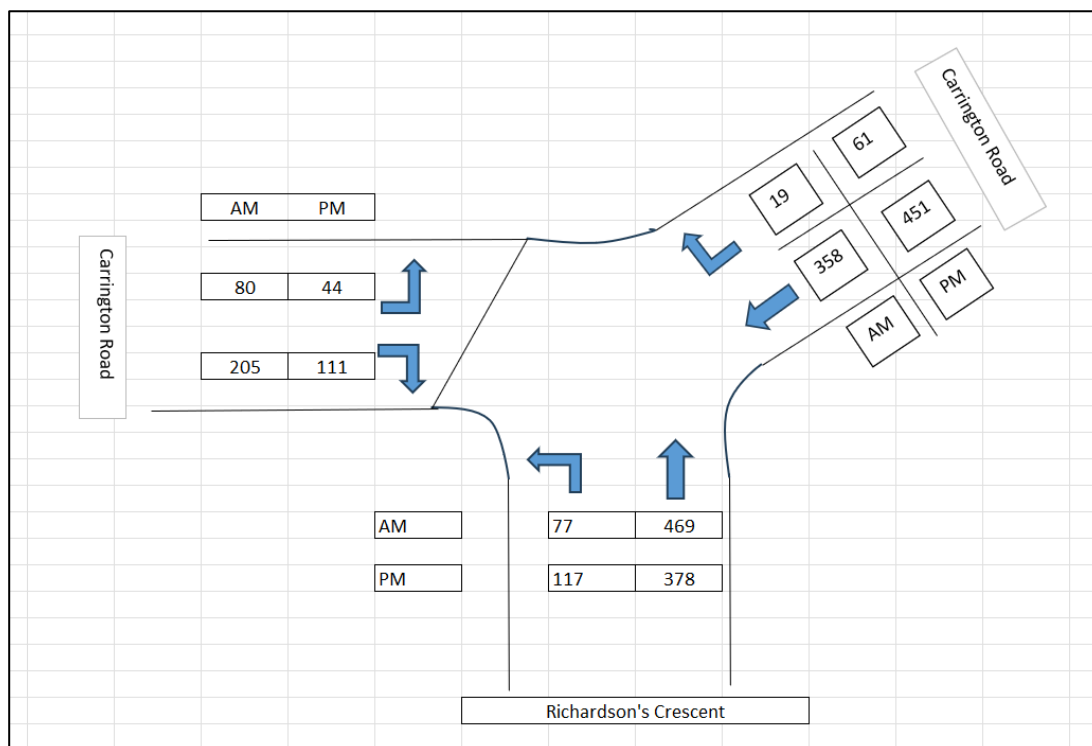 Carrington Road
61
19
451
358
PM
AM
AM PM
Carrington Road
80 44
205 111
AM 77 469
PM 117 378
Richardson's Crescent